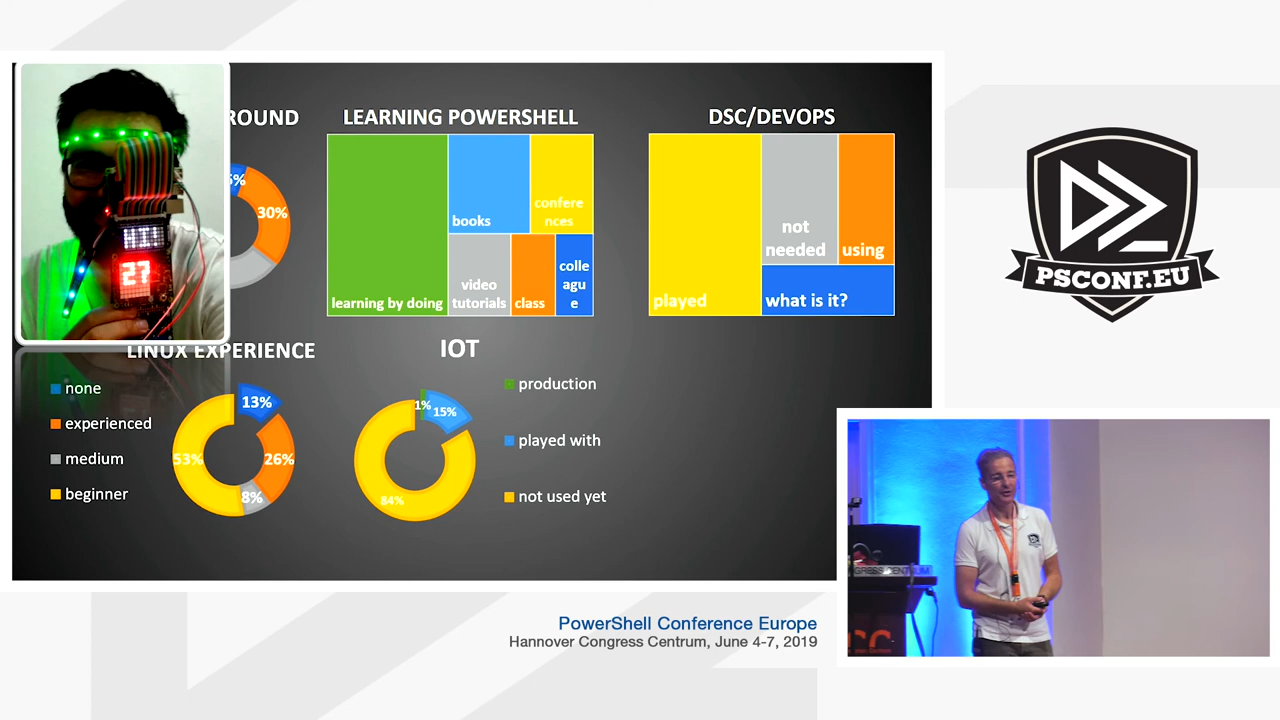 ROUND
5%
30%
LEARNING POWERSHELL
learning by doing
books
confere
nces
video
tutorials
class
colle
agu
e
DSC/DEVOPS
played
not
needed
using
what is it?
27
LINUX EXPERIENCE
none
experienced
medium
beginner
13%
26%
8%
53%
IOT
1%
15%
84%
production
played with
not used yet
PSCONF.EU
PowerShell Conference Europe
Hannover Congress Centrum, June 4-7, 2019
GRESS CENTRUM